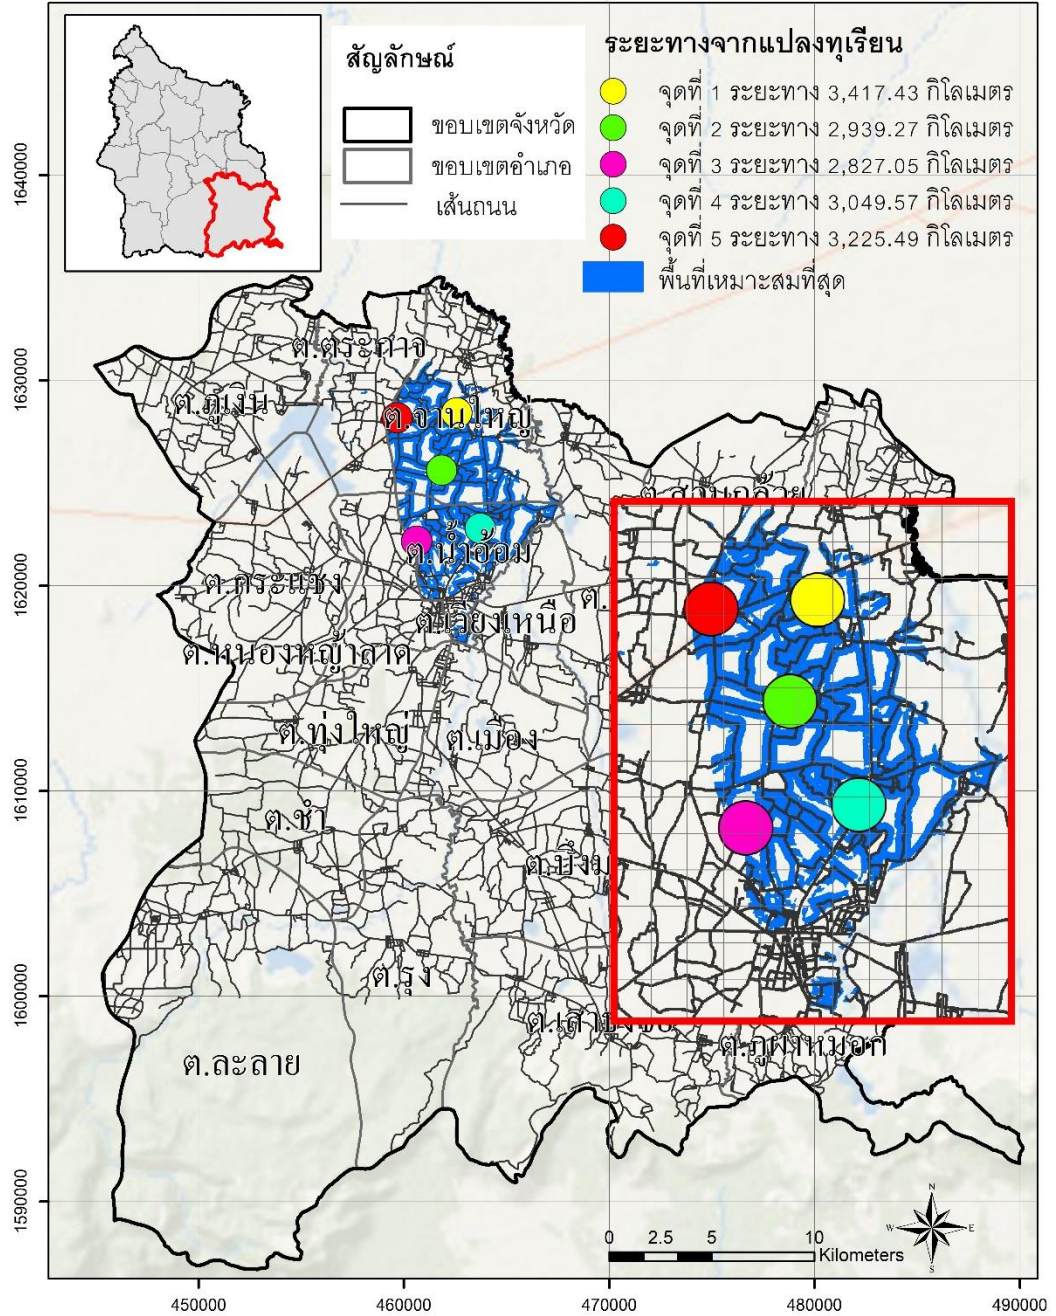 สัญลักษณ์
ขอบเขตจังหวัด
ขอบเขตอำเภอ
เส้นถนน
ระยะทางจากแปลงทุเรียน
จุดที่ 1 ระยะทาง 3,417.43 กิโลเมตร
จุดที่ 2 ระยะทาง 2,939.27 กิโลเมตร
จุดที่ 3 ระยะทาง 2,827.05 กิโลเมตร
จุดที่ 4 ระยะทาง 3,049.57 กิโลเมตร
จุดที่ 5 ระยะทาง 3,225.49 กิโลเมตร
พื้นที่เหมาะสมที่สุด
1640000
1630000
1620000
1610000
1600000
1590000
ต.ตระกาจ
ต.ภูเงิน
ต.จานใหญ่
ต.น้ำอ้อม
ต.กระแชง
ต.
ต.เวียงเหนือ
ต.หนองหญ้าลาด
ต.ทุ่งใหญ่
ต.เมือง
ต.ชำ
ต.บึงม
ต.รุง
ต.ภูผาหมอก
ต.ละลาย
N
W
E
S
0 2.5 5 10
Kilometers
450000 460000 470000 480000 490000